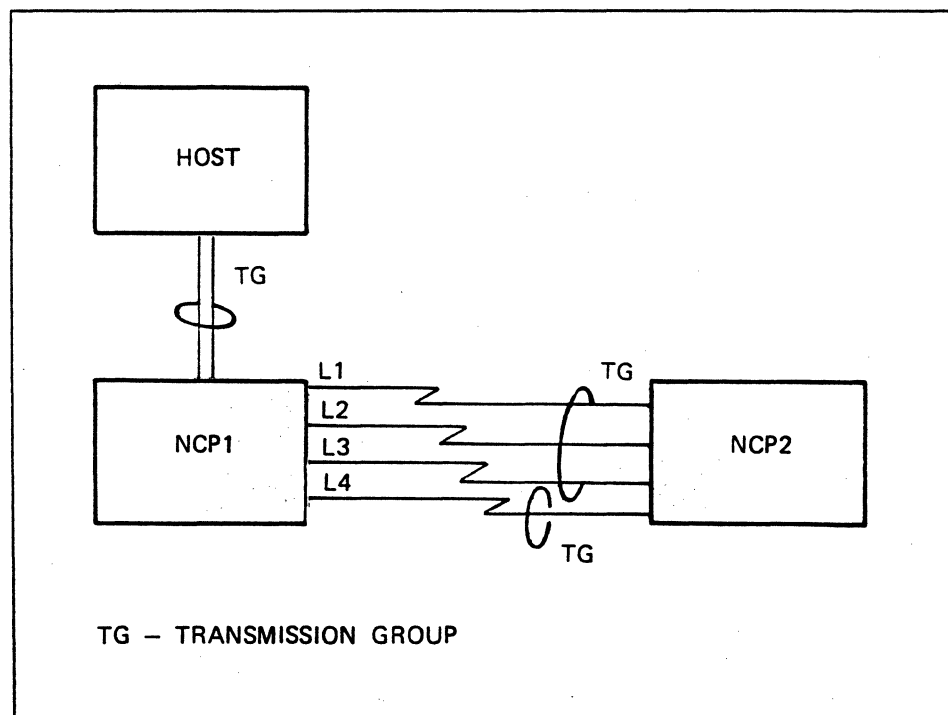 HOST
TG
L1
TG
L2
NCP1
NCP2
L3
L4
TG
TG – TRANSMISSION GROUP